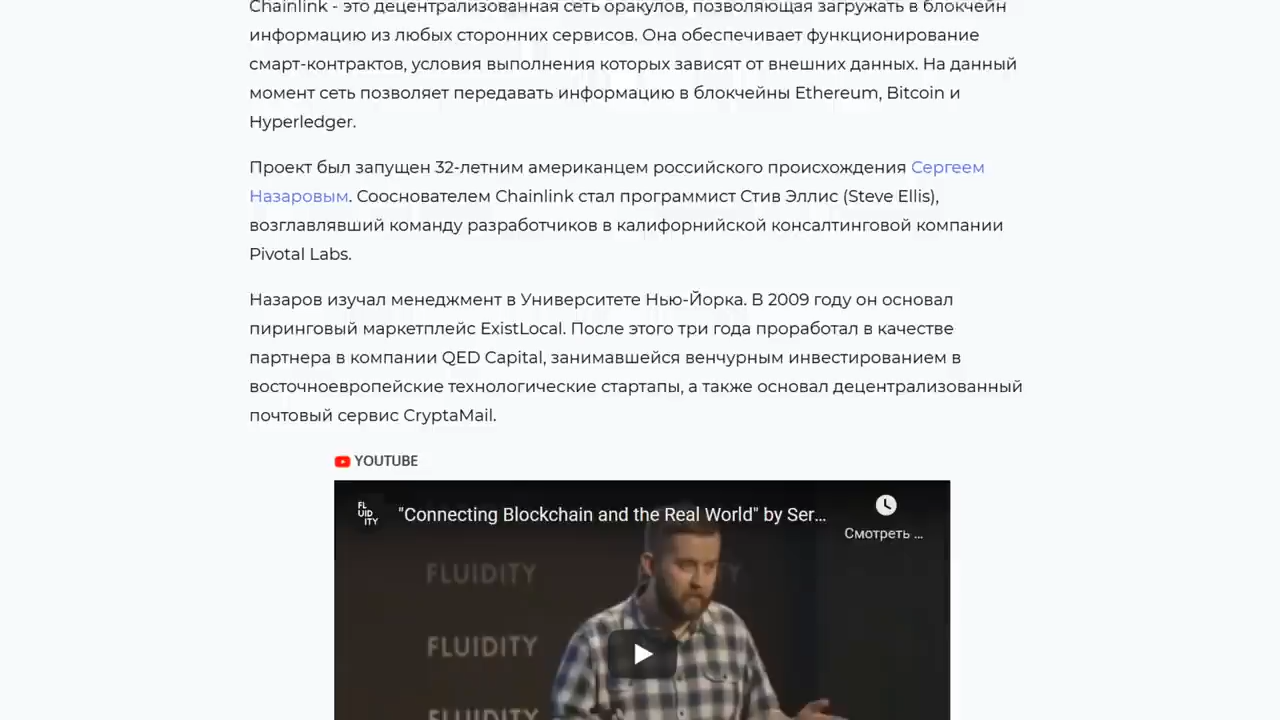 Chainlink - это децентрализованная сеть оракулов, позволяющая загружать в блокчейн
информацию из любых сторонних сервисов. Она обеспечивает функционирование
смарт-контрактов, условия выполнения которых зависят от внешних данных. На данный
момент сеть позволяет передавать информацию в блокчейны Ethereum, Bitcoin и
Hyperledger.
Проект был запущен 32-летним американцем российского происхождения Сергеем
Назаровым. Сооснователем Chainlink стал программист Стив Эллис (Steve Ellis),
возглавлявший команду разработчиков в калифорнийской консалтинговой компании
Pivotal Labs.
Назаров изучал менеджмент в Университете Нью-Йорка. В 2009 году он основал
пиринговый маркетплейс ExistLocal. После этого три года проработал в качестве
партнера в компании QED Capital, занимавшейся венчурным инвестированием в
восточноевропейские технологические стартапы, а также основал децентрализованный
почтовый сервис CryptaMail.
YOUTUBE
FL
UID
ITY
"Connecting Blockchain and the Real World" by Ser...
Смотреть ...
FLUIDITY
FLUIDITY
FLUIDITY